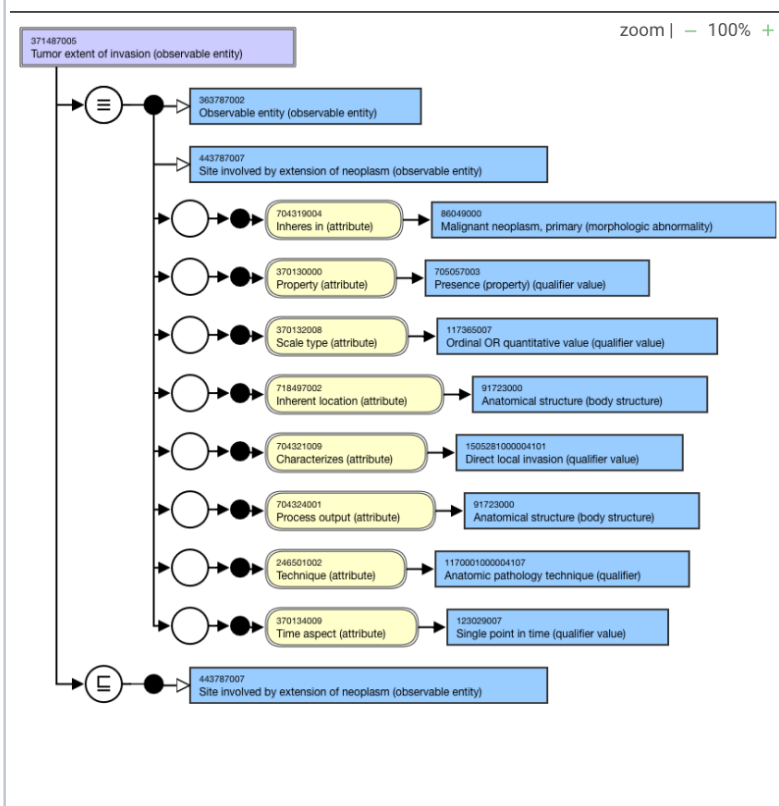 zoom | − 100% +
371487005
Tumor extent of invasion (observable entity)
≡
363787002
Observable entity (observable entity)
443787007
Site involved by extension of neoplasm (observable entity)
704319004
Inheres in (attribute)
86049000
Malignant neoplasm, primary (morphologic abnormality)
370130000
Property (attribute)
705057003
Presence (property) (qualifier value)
370132008
Scale type (attribute)
117365007
Ordinal OR quantitative value (qualifier value)
718497002
Inherent location (attribute)
91723000
Anatomical structure (body structure)
704321009
Characterizes (attribute)
1505281000004101
Direct local invasion (qualifier value)
704324001
Process output (attribute)
91723000
Anatomical structure (body structure)
246501002
Technique (attribute)
1170001000004107
Anatomic pathology technique (qualifier)
370134009
Time aspect (attribute)
123029007
Single point in time (qualifier value)
⊑
443787007
Site involved by extension of neoplasm (observable entity)